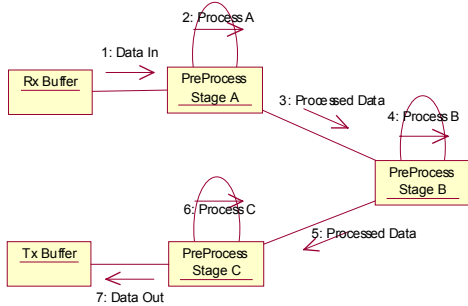 2: Process A
1: Data In
Rx Buffer
PreProcess
Stage A
3: Processed Data
4: Process B
PreProcess
Stage B
6: Process C
5: Processed Data
Tx Buffer
PreProcess
Stage C
7: Data Out